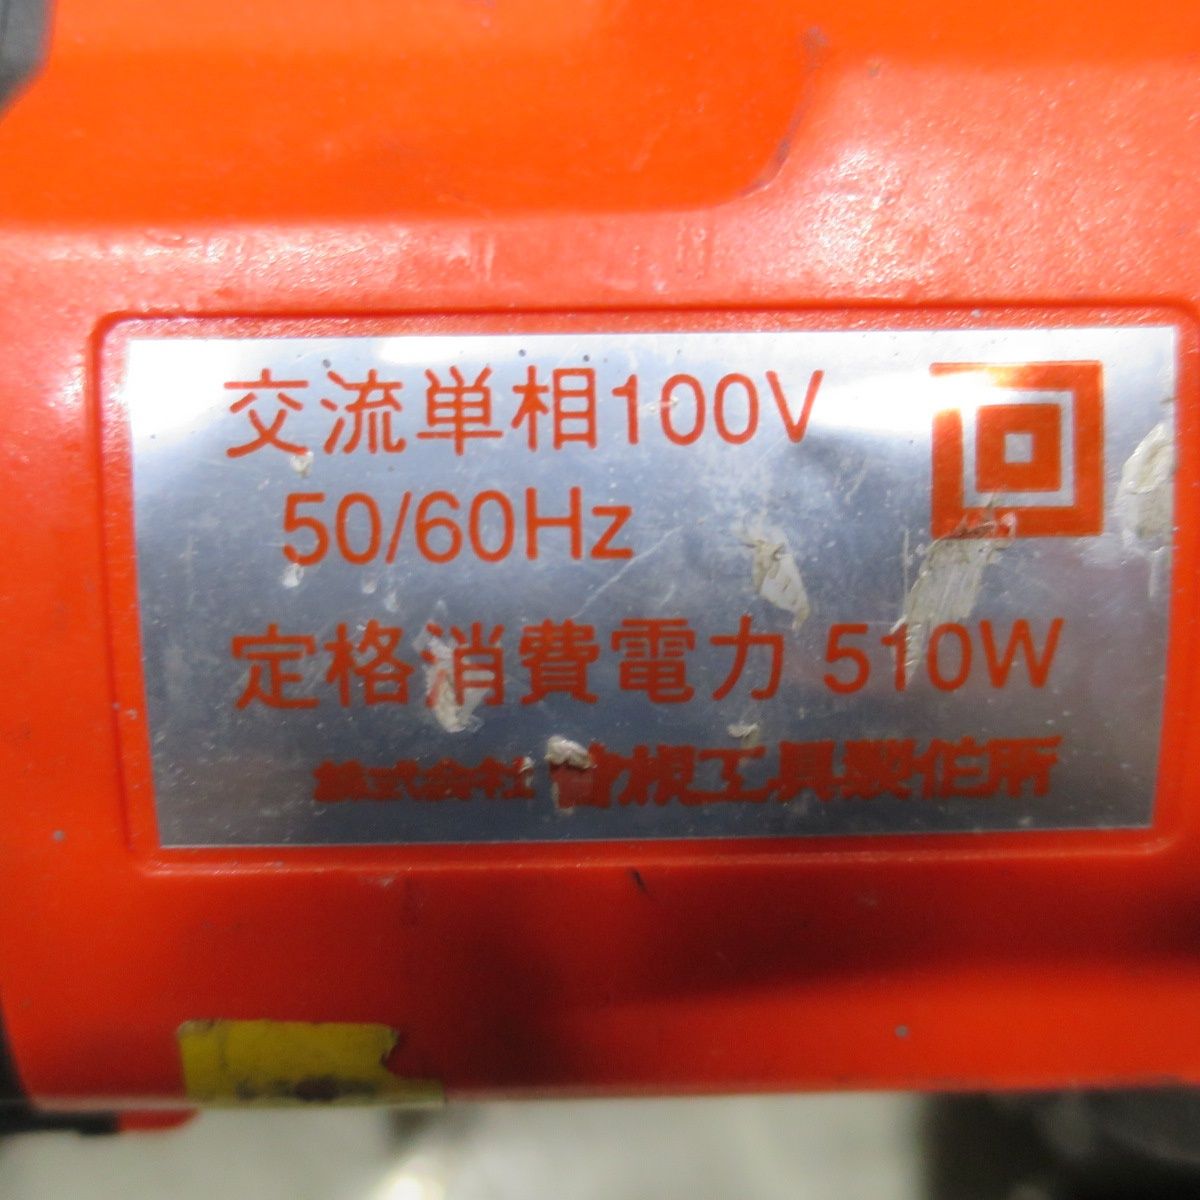 交流単相100V
50/60Hz
定格消費電力 510W
株式会社 曽根工具製作所